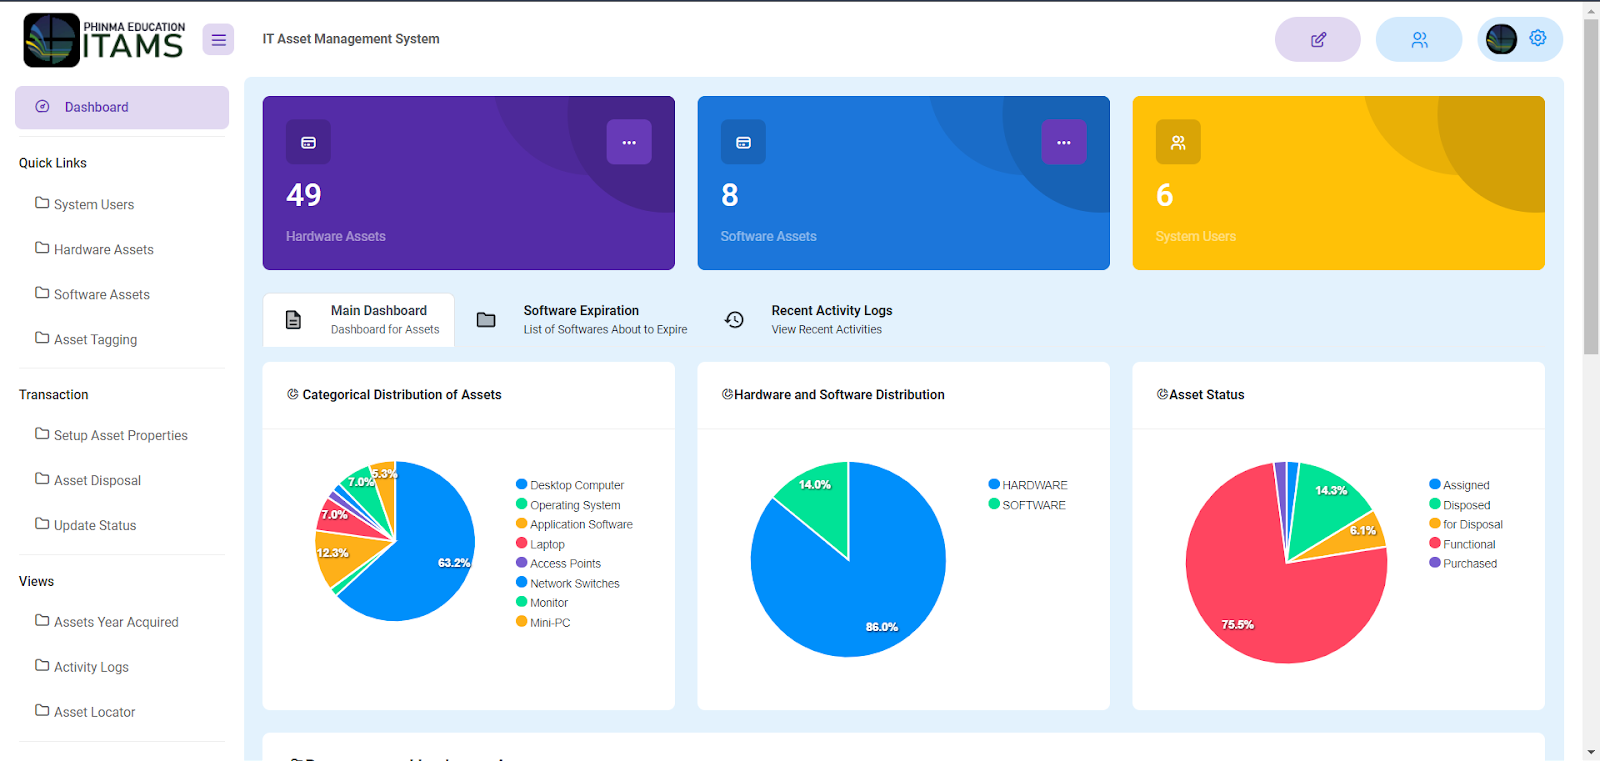 PHINMA EDUCATION
ITAMS
IT Asset Management System
Dashboard
Quick Links
System Users
Hardware Assets
Software Assets
Asset Tagging
Transaction
Setup Asset Properties
Asset Disposal
Update Status
Views
Assets Year Acquired
Activity Logs
Asset Locator
49
Hardware Assets
8
Software Assets
6
System Users
Main Dashboard
Dashboard for Assets
Software Expiration
List of Softwares About to Expire
Recent Activity Logs
View Recent Activities
Categorical Distribution of Assets
5.3%
7.0%
7.0%
12.3%
63.2%
Desktop Computer
Operating System
Application Software
Laptop
Access Points
Network Switches
Monitor
Mini-PC
Hardware and Software Distribution
14.0%
86.0%
HARDWARE
SOFTWARE
Asset Status
14.3%
6.1%
75.5%
Assigned
Disposed
for Disposal
Functional
Purchased